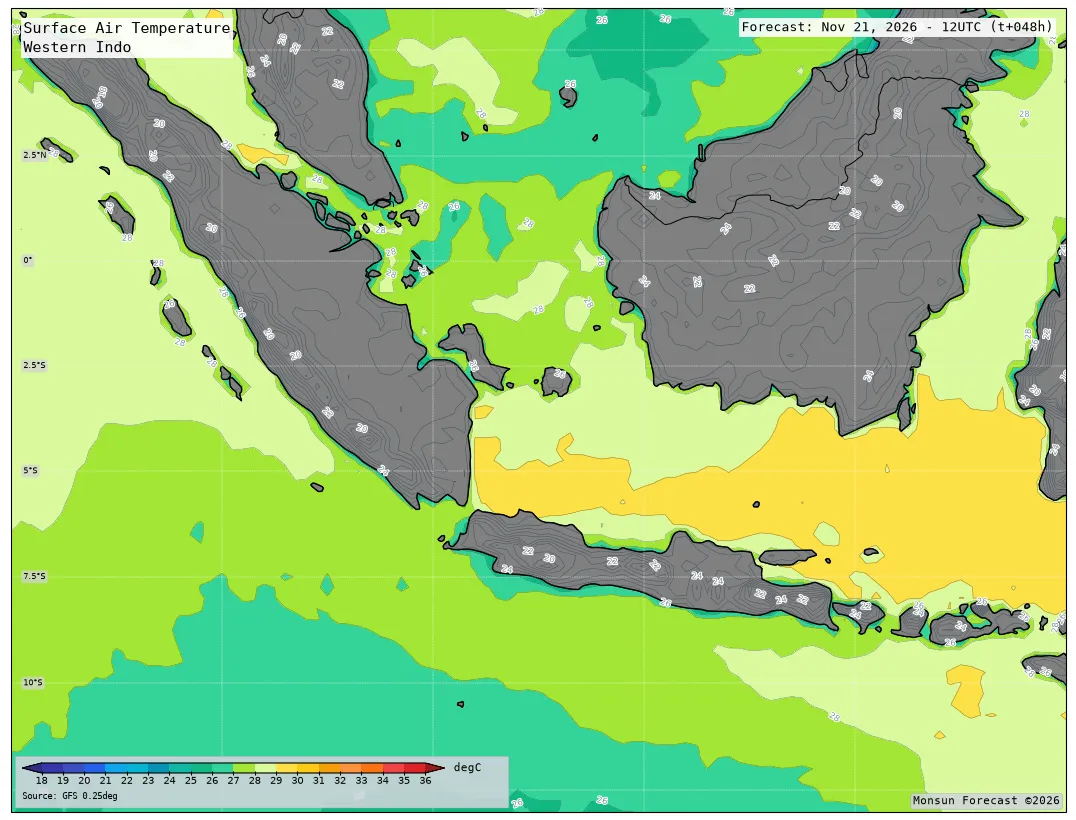 Surface Air Temperature
Western Indo
Forecast: Nov 21, 2026 - 12UTC (t+048h)
2.5°N
0°
2.5°S
5°S
7.5°S
10°S
18 19 20 21 22 23 24 25 26 27 28 29 30 31 32 33 34 35 36 degC
Source: GFS 0.25deg
Monsun Forecast ©2026